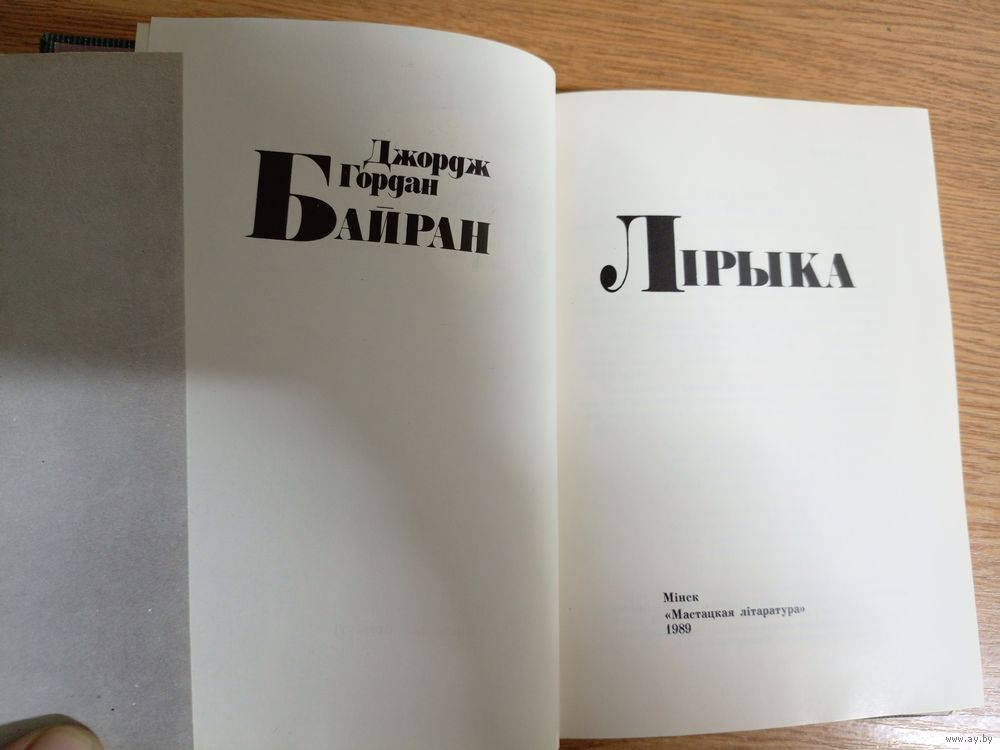 Джордж
Гордан
БАЙРАН
ЛІРЫКА
Мінск
«Мастацкая літаратура»
1989
www.ay.by